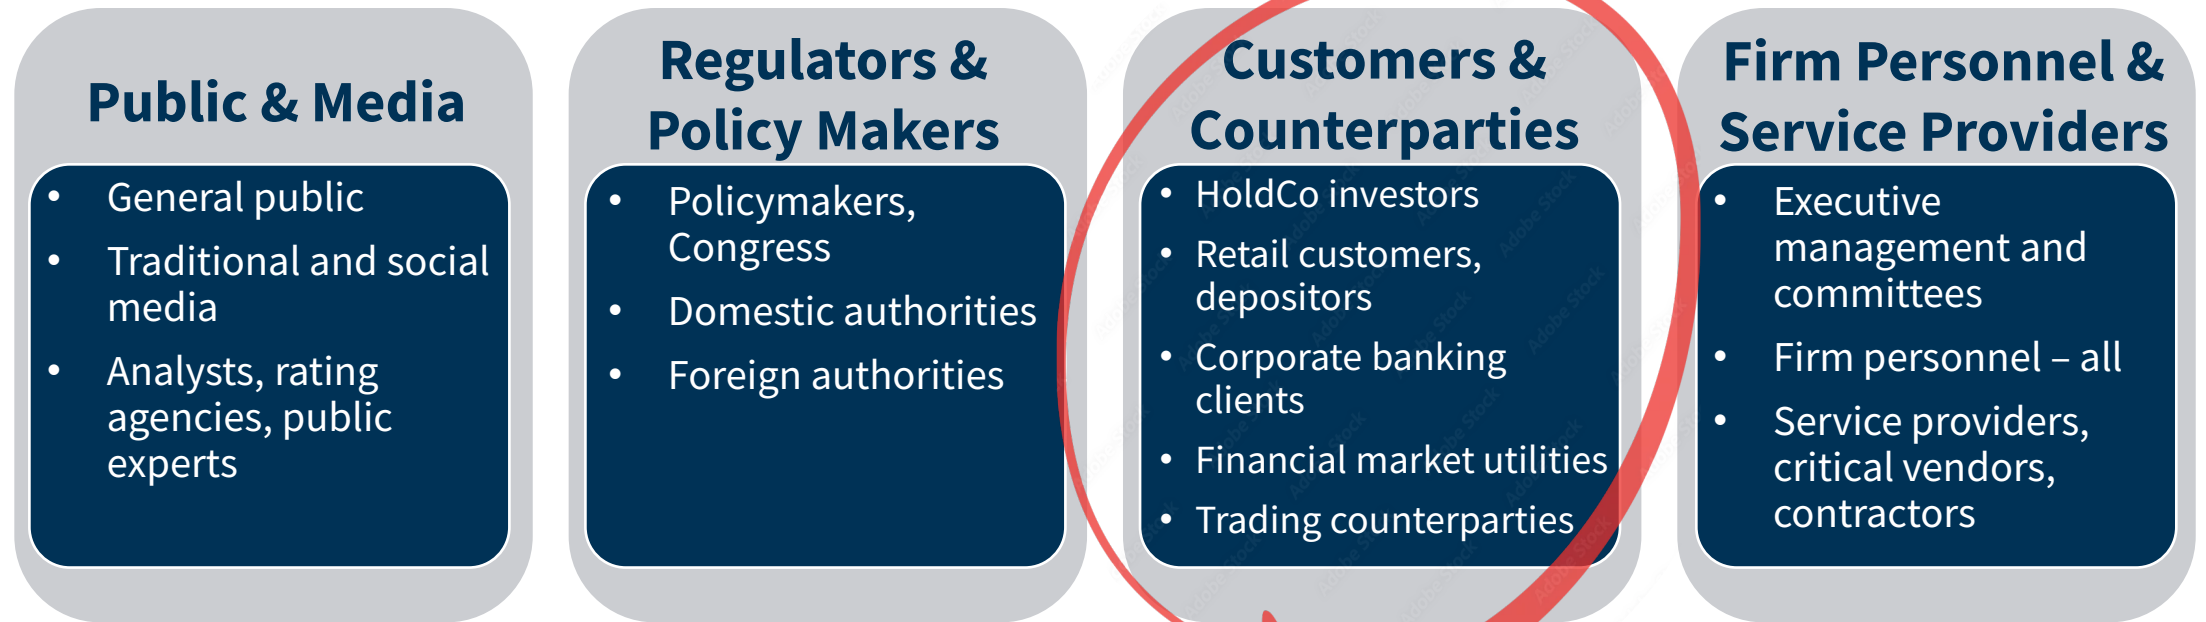 Public & Media
• General public
• Traditional and social
media
• Analysts, rating
agencies, public
experts
Regulators &
Policy Makers
• Policymakers,
Congress
• Domestic authorities
• Foreign authorities
Customers &
Counterparties
• HoldCo investors
• Retail customers,
depositors
• Corporate banking
clients
• Financial market utilities
• Trading counterparties
Firm Personnel &
Service Providers
• Executive
management and
committees
• Firm personnel – all
• Service providers,
critical vendors,
contractors
Adobe Stock